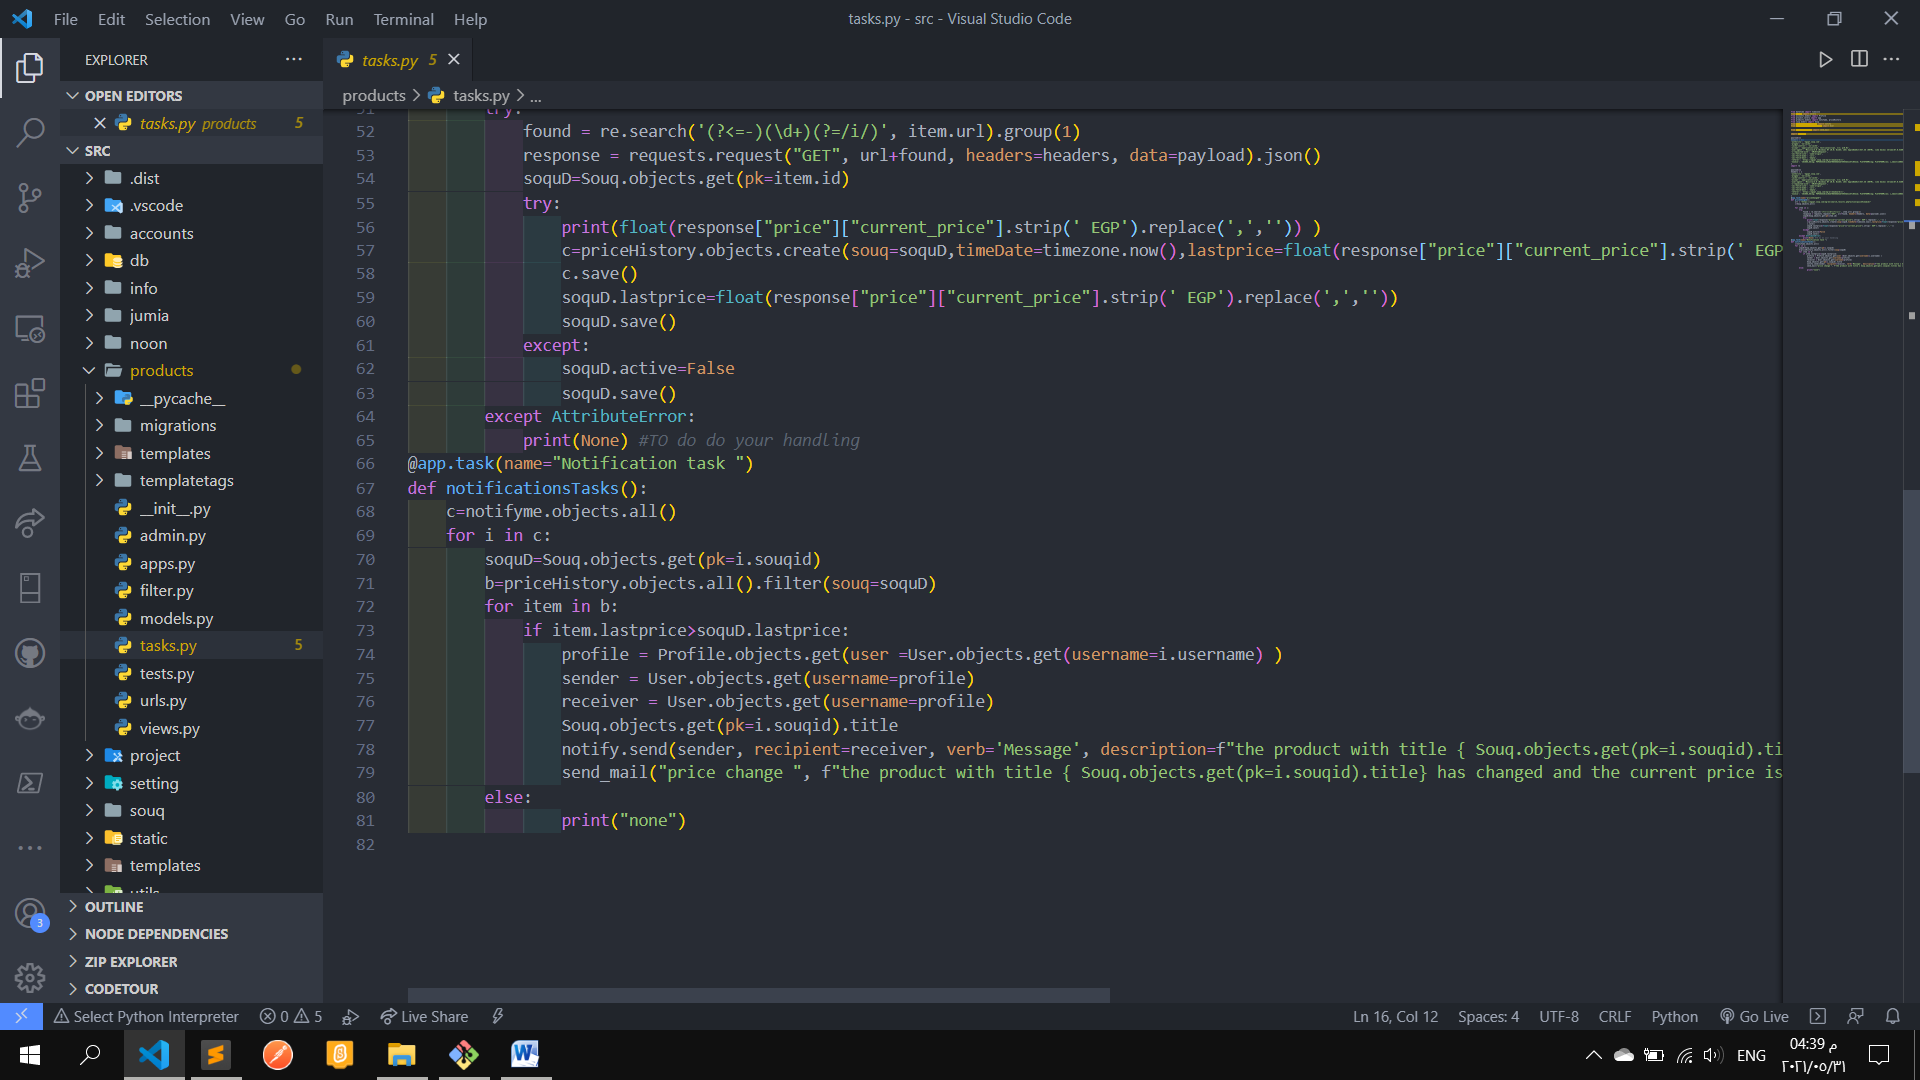 File Edit Selection View Go Run Terminal Help
tasks.py - src - Visual Studio Code
EXPLORER
OPEN EDITORS
tasks.py products 5
SRC
.dist
.vscode
accounts
db
info
jumia
noon
products
__pycache__
migrations
templates
templatetags
__init__.py
admin.py
apps.py
filter.py
models.py
tasks.py 5
tests.py
urls.py
views.py
project
setting
souq
static
templates
utils
OUTLINE
NODE DEPENDENCIES
ZIP EXPLORER
CODETOUR
tasks.py 5
products > tasks.py > ...
51 try:
52 found = re.search('(?<=-)(\d+)(?=/i/)', item.url).group(1)
53 response = requests.request("GET", url+found, headers=headers, data=payload).json()
54 soquD=Souq.objects.get(pk=item.id)
55 try:
56 print(float(response["price"]["current_price"].strip(' EGP').replace(',','')) )
57 c=priceHistory.objects.create(souq=soquD,timeDate=timezone.now(),lastprice=float(response["price"]["current_price"].strip(' EGP
58 c.save()
59 soquD.lastprice=float(response["price"]["current_price"].strip(' EGP').replace(',',''))
60 soquD.save()
61 except:
62 soquD.active=False
63 soquD.save()
64 except AttributeError:
65 print(None) #TO do do your handling
66 @app.task(name="Notification task ")
67 def notificationsTasks():
68 c=notifyme.objects.all()
69 for i in c:
70 soquD=Souq.objects.get(pk=i.souqid)
71 b=priceHistory.objects.all().filter(souq=soquD)
72 for item in b:
73 if item.lastprice>soquD.lastprice:
74 profile = Profile.objects.get(user =User.objects.get(username=i.username) )
75 sender = User.objects.get(username=profile)
76 receiver = User.objects.get(username=profile)
77 Souq.objects.get(pk=i.souqid).title
78 notify.send(sender, recipient=receiver, verb='Message', description=f"the product with title { Souq.objects.get(pk=i.souqid).ti
79 send_mail("price change ", f"the product with title { Souq.objects.get(pk=i.souqid).title} has changed and the current price is
80 else:
81 print("none")
82
3
Select Python Interpreter 0 5 Live Share
Ln 16, Col 12 Spaces: 4 UTF-8 CRLF Python Go Live
ENG
04:39 م
٢٠٢١/٠٥/٣١